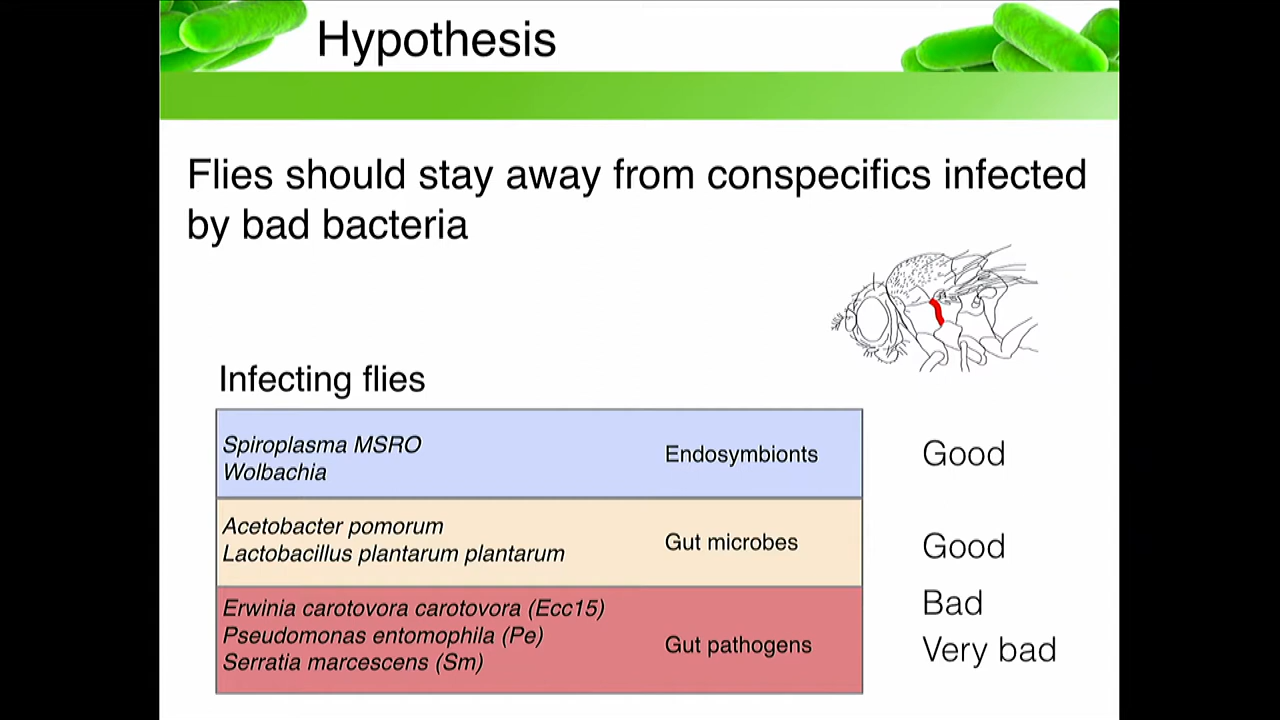 Hypothesis
Flies should stay away from conspecifics infected
by bad bacteria
Infecting flies
Spiroplasma MSRO
Wolbachia
Endosymbionts
Good
Acetobacter pomorum
Lactobacillus plantarum plantarum
Gut microbes
Good
Erwinia carotovora carotovora (Ecc15)
Pseudomonas entomophila (Pe)
Serratia marcescens (Sm)
Gut pathogens
Bad
Very bad